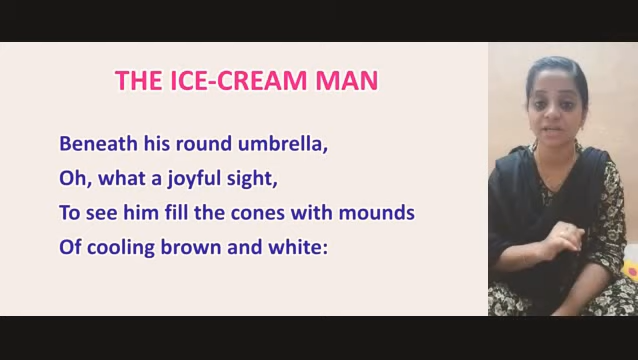 THE ICE-CREAM MAN
Beneath his round umbrella,
Oh, what a joyful sight,
To see him fill the cones with mounds
Of cooling brown and white: